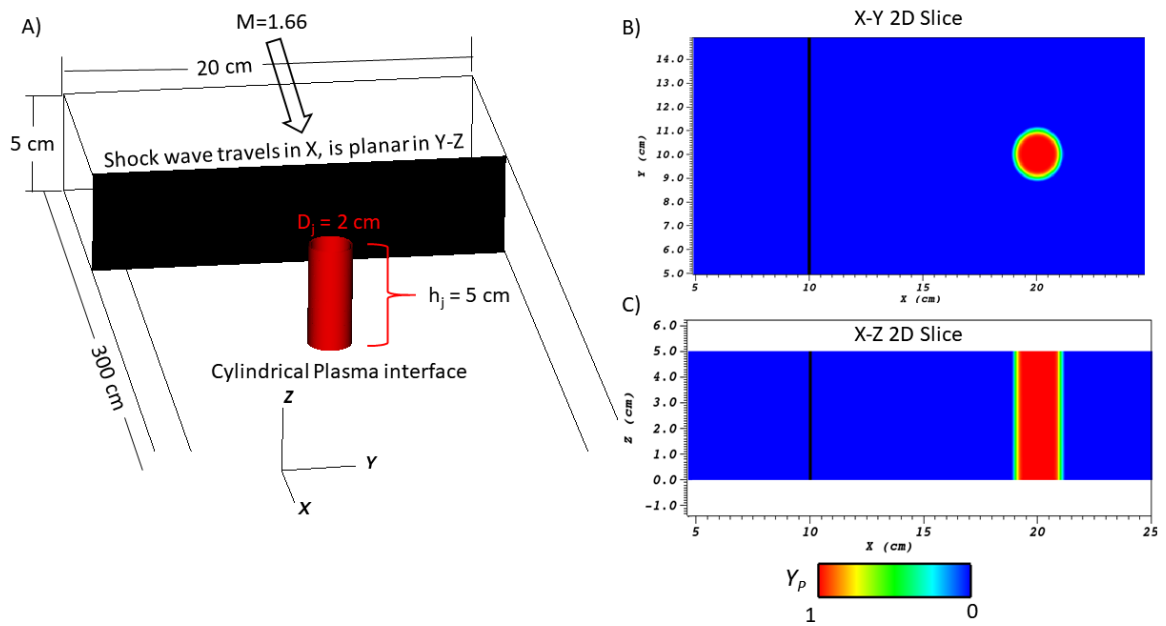 A)
M=1.66
20 cm
5 cm
Shock wave travels in X, is planar in Y-Z
D_j = 2 cm
h_j = 5 cm
300 cm
Cylindrical Plasma interface
Z
Y
X
B)
X-Y 2D Slice
14.0
13.0
12.0
11.0
10.0
9.0
8.0
7.0
6.0
5.0
Y (cm)
5 10 15 20
X (cm)
C)
X-Z 2D Slice
6.0
5.0
4.0
3.0
2.0
1.0
0.0
-1.0
Z (cm)
5 10 15 20 25
X (cm)
Y_P
1 0